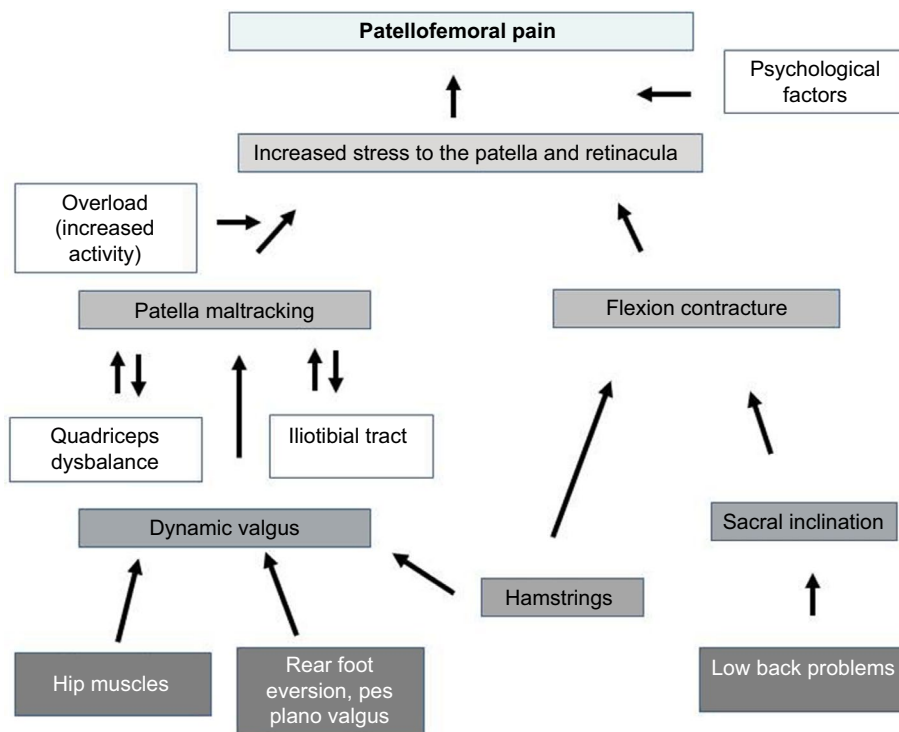 Patellofemoral pain
Psychological
factors
Increased stress to the patella and retinacula
Overload
(increased
activity)
Patella maltracking
Flexion contracture
Quadriceps
dysbalance
Iliotibial tract
Dynamic valgus
Sacral inclination
Hamstrings
Hip muscles
Rear foot
eversion, pes
plano valgus
Low back problems